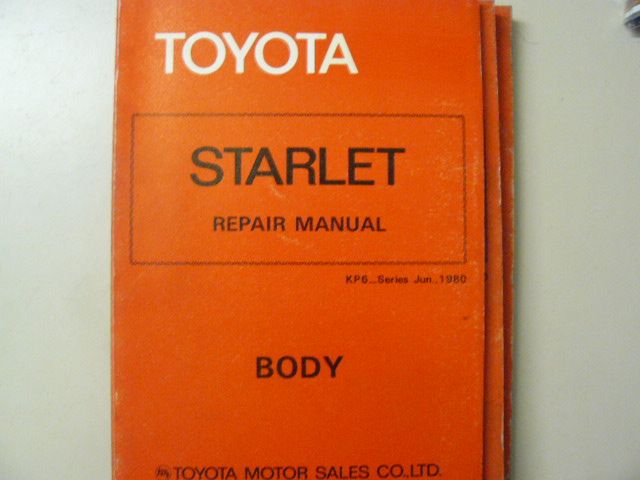 TOYOTA
STARLET
REPAIR MANUAL
KP6_ Series Jun., 1980
BODY
TOYOTA MOTOR SALES CO.,LTD.